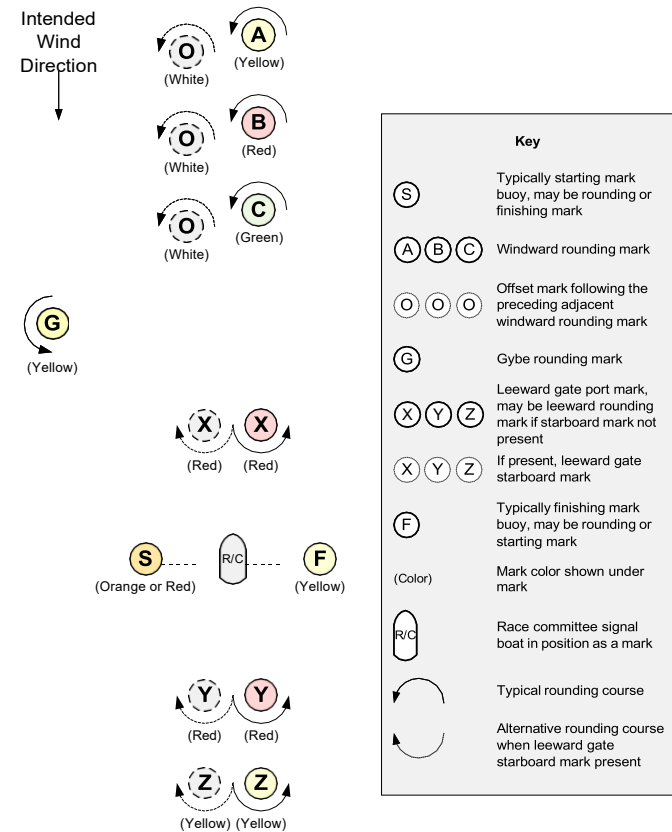 Intended
Wind
Direction
O
A
(White)
(Yellow)
O
B
(White)
(Red)
O
C
(White)
(Green)
G
(Yellow)
X
X
(Red)
(Red)
S
R/C
F
(Orange or Red)
(Yellow)
Y
Y
(Red)
(Red)
Z
Z
(Yellow)
(Yellow)
Key
S
Typically starting mark
buoy, may be rounding or
finishing mark
A B C
Windward rounding mark
O O O
Offset mark following the
preceding adjacent
windward rounding mark
G
Gybe rounding mark
X Y Z
Leeward gate port mark,
may be leeward rounding
mark if starboard mark not
present
X Y Z
If present, leeward gate
starboard mark
F
Typically finishing mark
buoy, may be rounding or
starting mark
(Color)
Mark color shown under
mark
R/C
Race committee signal
boat in position as a mark
Typical rounding course
Alternative rounding course
when leeward gate
starboard mark present